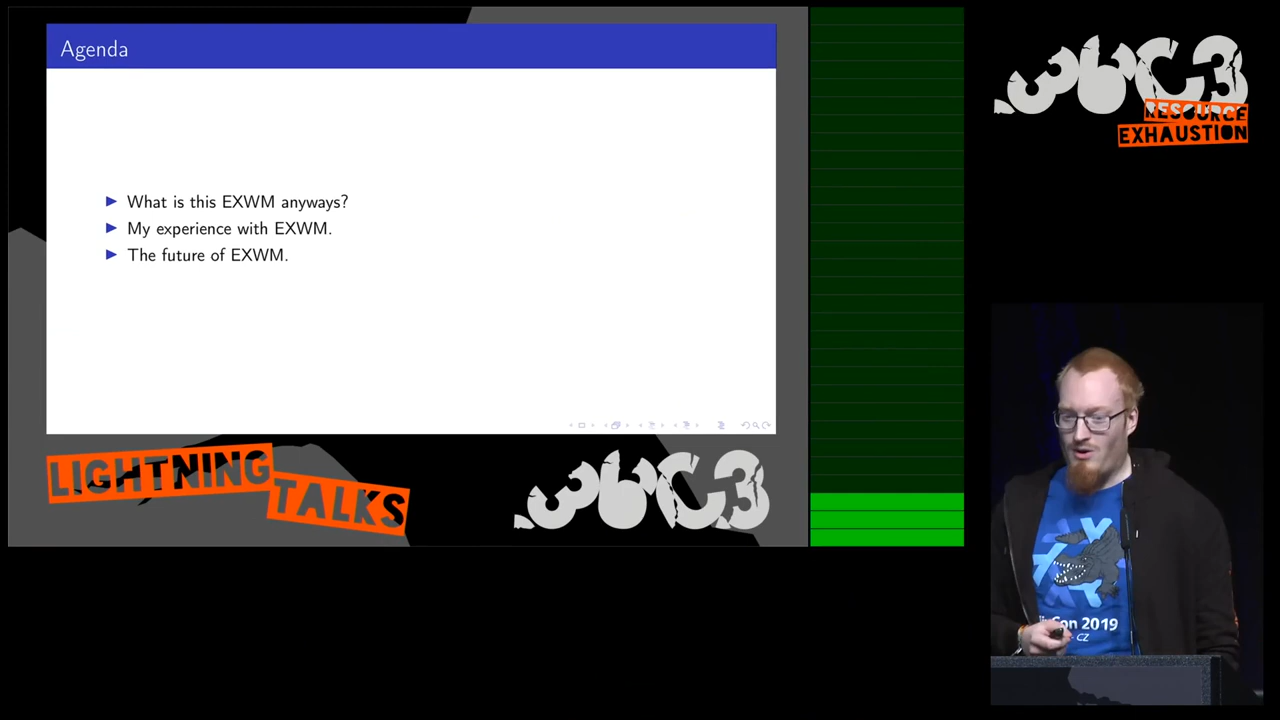 Agenda
What is this EXWM anyways?
My experience with EXWM.
The future of EXWM.
LIGHTNING
TALKS
36C3
36C3
RESOURCE
EXHAUSTION
Con 2019
CZ